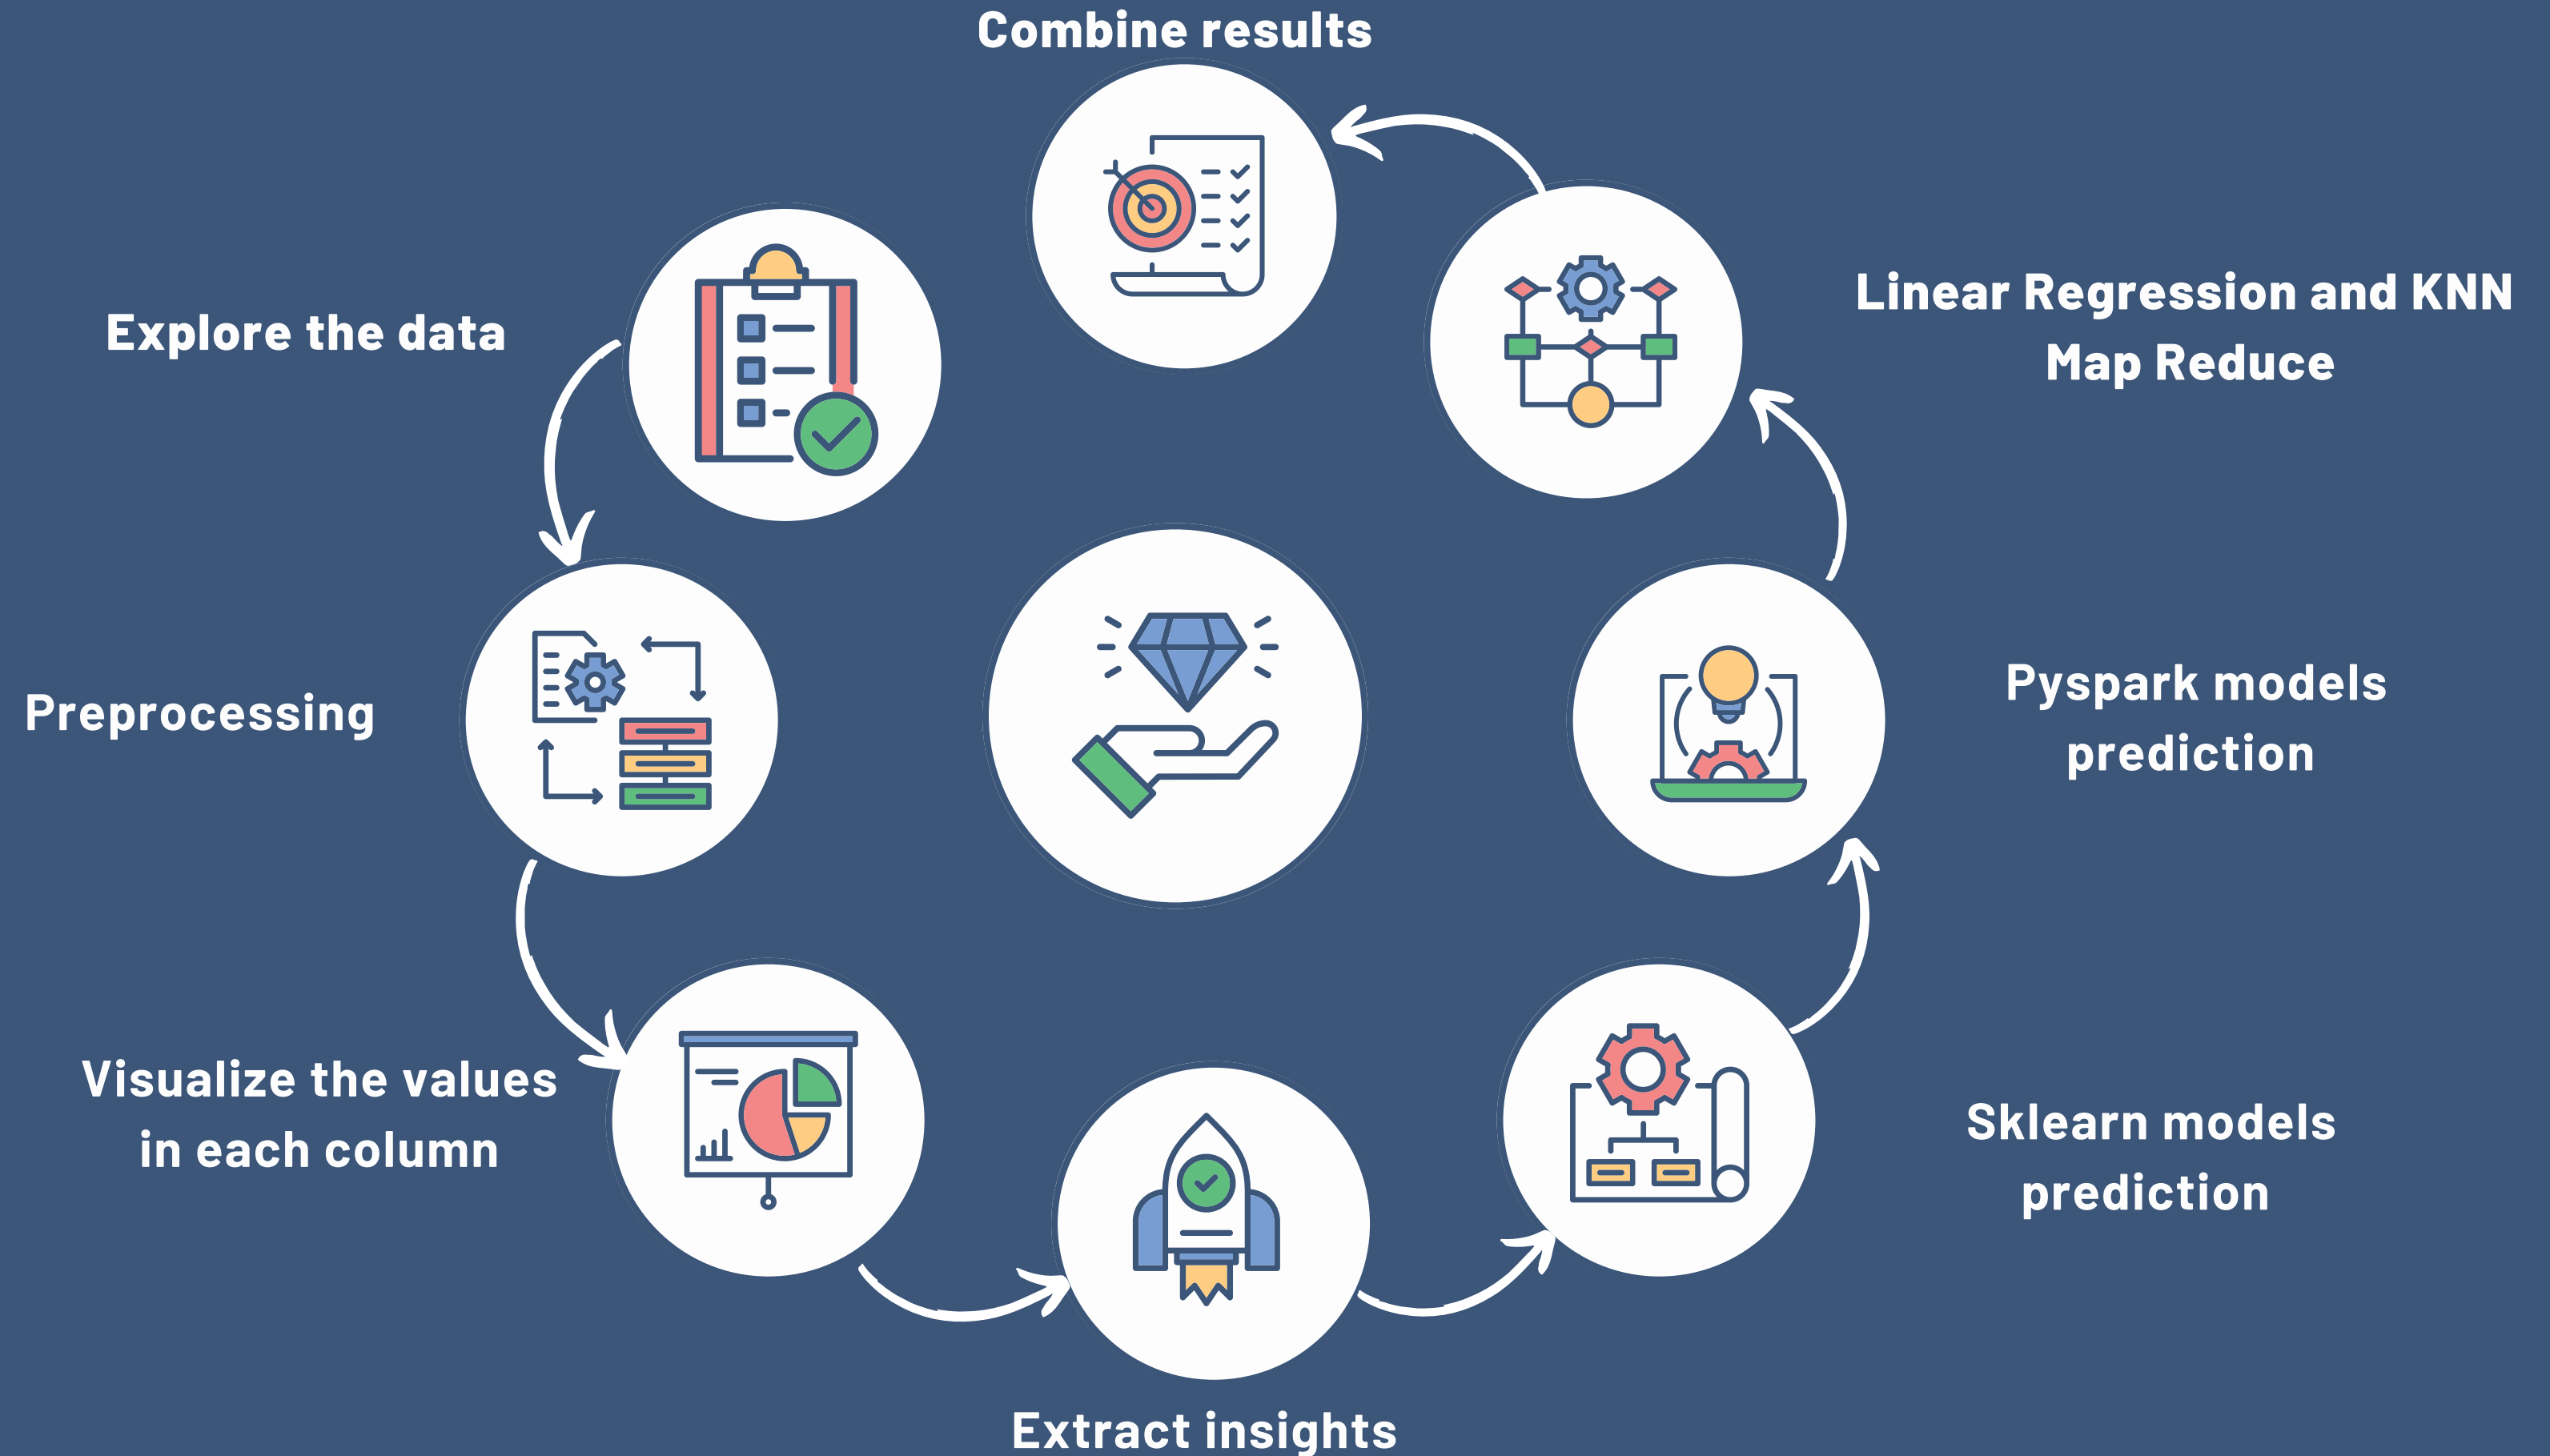 Combine results
Explore the data
Linear Regression and KNN
Map Reduce
Preprocessing
Pyspark models
prediction
Visualize the values
in each column
Sklearn models
prediction
Extract insights